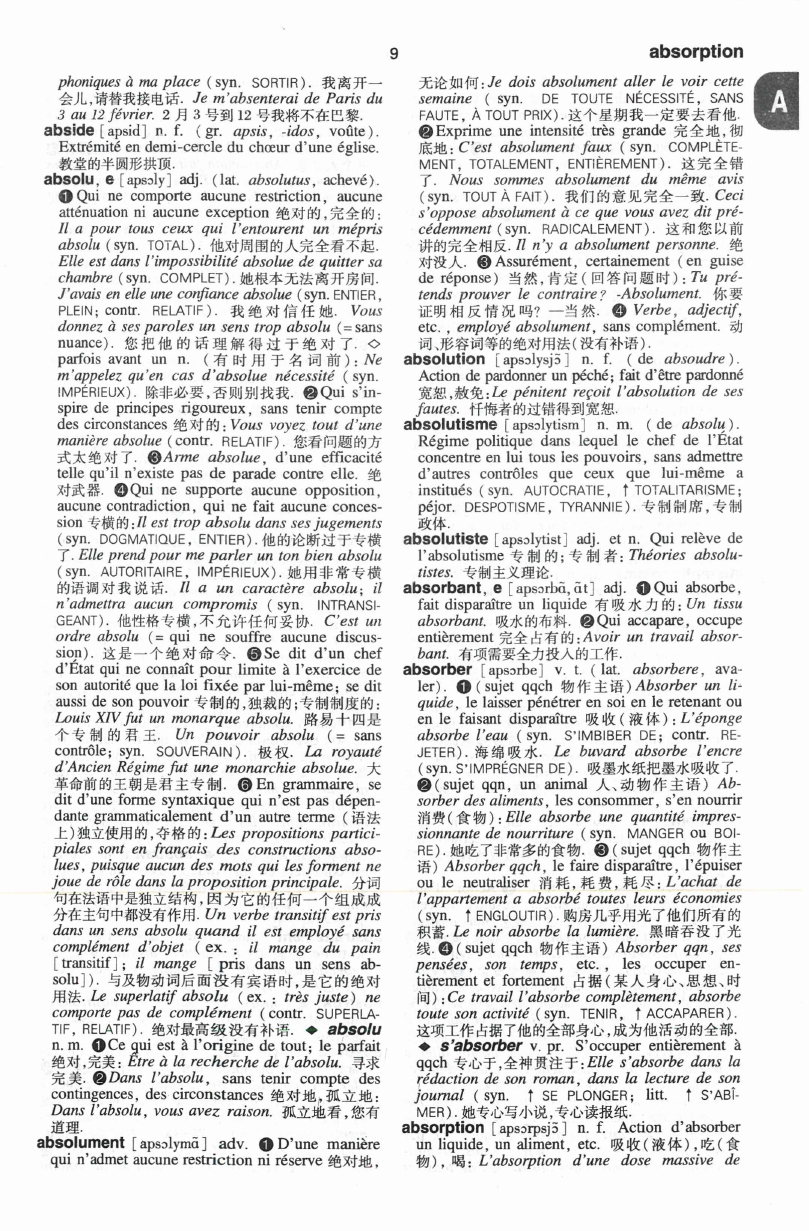 9
absorption
A
phoniques à ma place ( syn. SORTIR). 我离开一
会儿,请替我接电话. Je m'absenterai de Paris du
3 au 12 février. 2 月 3 号到 12 号我将不在巴黎.
abside [apsid] n. f. ( gr. apsis, -idos, voûte).
Extrémité en demi-cercle du chœur d'une église.
教堂的半圆形拱顶.
absolu, e [apsɔly] adj. (lat. absolutus, achevé).
❶ Qui ne comporte aucune restriction, aucune
atténuation ni aucune exception 绝对的,完全的:
Il a pour tous ceux qui l'entourent un mépris
absolu ( syn. TOTAL). 他对周围的人完全看不起.
Elle est dans l'impossibilité absolue de quitter sa
chambre (syn. COMPLET). 她根本无法离开房间.
J'avais en elle une confiance absolue (syn. ENTIER,
PLEIN; contr. RELATIF). 我绝对信任她. Vous
donnez à ses paroles un sens trop absolu (= sans
nuance). 您把他的话理解得过于绝对了. ◇
parfois avant un n. (有时用于名词前): Ne
m'appelez qu'en cas d'absolue nécessité ( syn.
IMPÉRIEUX). 除非必要,否则别找我. ❷Qui s'in-
spire de principes rigoureux, sans tenir compte
des circonstances 绝对的: Vous voyez tout d'une
manière absolue (contr. RELATIF). 您看问题的方
式太绝对了. ❸Arme absolue, d'une efficacité
telle qu'il n'existe pas de parade contre elle. 绝
对武器. ❹Qui ne supporte aucune opposition,
aucune contradiction, qui ne fait aucune conces-
sion 专横的:Il est trop absolu dans ses jugements
(syn. DOGMATIQUE, ENTIER). 他的论断过于专横
了. Elle prend pour me parler un ton bien absolu
(syn. AUTORITAIRE, IMPÉRIEUX). 她用非常专横
的语调对我说话. Il a un caractère absolu; il
n'admettra aucun compromis ( syn. INTRANSI-
GEANT). 他性格专横,不允许任何妥协. C'est un
ordre absolu (= qui ne souffre aucune discus-
sion). 这是一个绝对命令. ❺Se dit d'un chef
d'État qui ne connaît pour limite à l'exercice de
son autorité que la loi fixée par lui-même; se dit
aussi de son pouvoir 专制的,独裁的;专制制度的:
Louis XIV fut un monarque absolu. 路易十四是
个专制的君王. Un pouvoir absolu (= sans
contrôle; syn. SOUVERAIN). 极权. La royauté
d'Ancien Régime fut une monarchie absolue. 大
革命前的王朝是君主专制. ❻ En grammaire, se
dit d'une forme syntaxique qui n'est pas dépen-
dante grammaticalement d'un autre terme (语法
上)独立使用的,夺格的: Les propositions partici-
piales sont en français des constructions abso-
lues, puisque aucun des mots qui les forment ne
joue de rôle dans la proposition principale. 分词
句在法语中是独立结构,因为它的任何一个组成成
分在主句中都没有作用. Un verbe transitif est pris
dans un sens absolu quand il est employé sans
complément d'objet ( ex. : il mange du pain
[transitif]; il mange [ pris dans un sens ab-
solu]). 与及物动词后面没有宾语时,是它的绝对
用法. Le superlatif absolu (ex. : très juste) ne
comporte pas de complément (contr. SUPERLA-
TIF, RELATIF). 绝对最高级没有补语. ◆ absolu
n. m. ❶Ce qui est à l'origine de tout; le parfait
绝对,完美: Être à la recherche de l'absolu. 寻求
完美. ❷Dans l'absolu, sans tenir compte des
contingences, des circonstances 绝对地,孤立地:
Dans l'absolu, vous avez raison. 孤立地看,您有
道理.
absolument [apsɔlymɑ̃] adv. ❶ D'une manière
qui n'admet aucune restriction ni réserve 绝对地,
无论如何:Je dois absolument aller le voir cette
semaine ( syn. DE TOUTE NÉCESSITÉ, SANS
FAUTE, À TOUT PRIX). 这个星期我一定要去看他.
❷Exprime une intensité très grande 完全地,彻
底地: C'est absolument faux ( syn. COMPLÈTE-
MENT, TOTALEMENT, ENTIÈREMENT). 这完全错
了. Nous sommes absolument du même avis
(syn. TOUT À FAIT). 我们的意见完全一致. Ceci
s'oppose absolument à ce que vous avez dit pré-
cédemment (syn. RADICALEMENT). 这和您以前
讲的完全相反. Il n'y a absolument personne. 绝
对没人. ❸ Assurément, certainement ( en guise
de réponse) 当然,肯定(回答问题时): Tu pré-
tends prouver le contraire? -Absolument. 你要
证明相反情况吗? —当然. ❹ Verbe, adjectif,
etc. , employé absolument, sans complément. 动
词、形容词等的绝对用法(没有补语).
absolution [apsɔlysjɔ̃] n. f. ( de absoudre).
Action de pardonner un péché; fait d'être pardonné
宽恕,赦免:Le pénitent reçoit l'absolution de ses
fautes. 忏悔者的过错得到宽恕.
absolutisme [apsɔlytism] n. m. ( de absolu).
Régime politique dans lequel le chef de l'État
concentre en lui tous les pouvoirs, sans admettre
d'autres contrôles que ceux que lui-même a
institués ( syn. AUTOCRATIE, ↑ TOTALITARISME;
péjor. DESPOTISME, TYRANNIE). 专制制席,专制
政体.
absolutiste [apsɔlytist] adj. et n. Qui relève de
l'absolutisme 专制的;专制者: Théories absolu-
tistes. 专制主义理论.
absorbant, e [apsɔrbɑ̃, ɑ̃t] adj. ❶Qui absorbe,
fait disparaître un liquide 有吸水力的: Un tissu
absorbant. 吸水的布料. ❷Qui accapare, occupe
entièrement 完全占有的:Avoir un travail absor-
bant. 有项需要全力投入的工作.
absorber [apsɔrbe] v. t. ( lat. absorbere, ava-
ler). ❶ (sujet qqch 物作主语) Absorber un li-
quide, le laisser pénétrer en soi en le retenant ou
en le faisant disparaître 吸收(液体): L'éponge
absorbe l'eau ( syn. S'IMBIBER DE; contr. RE-
JETER). 海绵吸水. Le buvard absorbe l'encre
(syn. S'IMPRÉGNER DE). 吸墨水纸把墨水吸收了.
❷(sujet qqn, un animal 人、动物作主语) Ab-
sorber des aliments, les consommer, s'en nourrir
消费(食物): Elle absorbe une quantité impres-
sionnante de nourriture ( syn. MANGER ou BOI-
RE). 她吃了非常多的食物. ❸(sujet qqch 物作主
语) Absorber qqch, le faire disparaître, l'épuiser
ou le neutraliser 消耗,耗费,耗尽: L'achat de
l'appartement a absorbé toutes leurs économies
(syn. ↑ ENGLOUTIR). 购房几乎用光了他们所有的
积蓄. Le noir absorbe la lumière. 黑暗吞没了光
线. ❹(sujet qqch 物作主语) Absorber qqn, ses
pensées, son temps, etc. , les occuper en-
tièrement et fortement 占据(某人身心、思想、时
间): Ce travail l'absorbe complètement, absorbe
toute son activité (syn. TENIR, ↑ ACCAPARER).
这项工作占据了他的全部身心,成为他活动的全部.
◆ s'absorber v. pr. S'occuper entièrement à
qqch 专心于,全神贯注于: Elle s'absorbe dans la
rédaction de son roman, dans la lecture de son
journal ( syn. ↑ SE PLONGER; litt. ↑ S'ABÎ-
MER). 她专心写小说,专心读报纸.
absorption [apsɔrpsjɔ̃] n. f. Action d'absorber
un liquide, un aliment, etc. 吸收(液体),吃(食
物), 喝: L'absorption d'une dose massive de